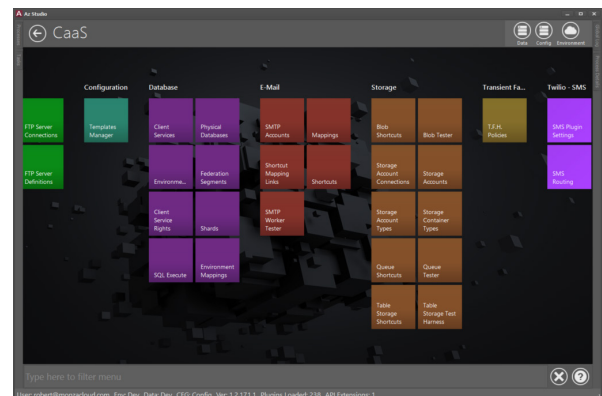 Az Studio
CaaS
Data Config Environment
Configuration
Database
E-Mail
Storage
Transient Fa...
Twilio - SMS
FTP Server
Connections
FTP Server
Definitions
Templates
Manager
Client
Services
Physical
Databases
Environme...
Federation
Segments
Client
Service
Rights
Shards
SQL Execute
Environment
Mappings
SMTP
Accounts
Mappings
Shortcut
Mapping
Links
Shortcuts
SMTP
Worker
Tester
Blob
Shortcuts
Blob Tester
Storage
Account
Connections
Storage
Accounts
Storage
Account
Types
Storage
Container
Types
Queue
Shortcuts
Queue
Tester
Table
Storage
Shortcuts
Table
Storage Test
Harness
T.F.H.
Policies
SMS Plugin
Settings
SMS
Routing
Type here to filter menu